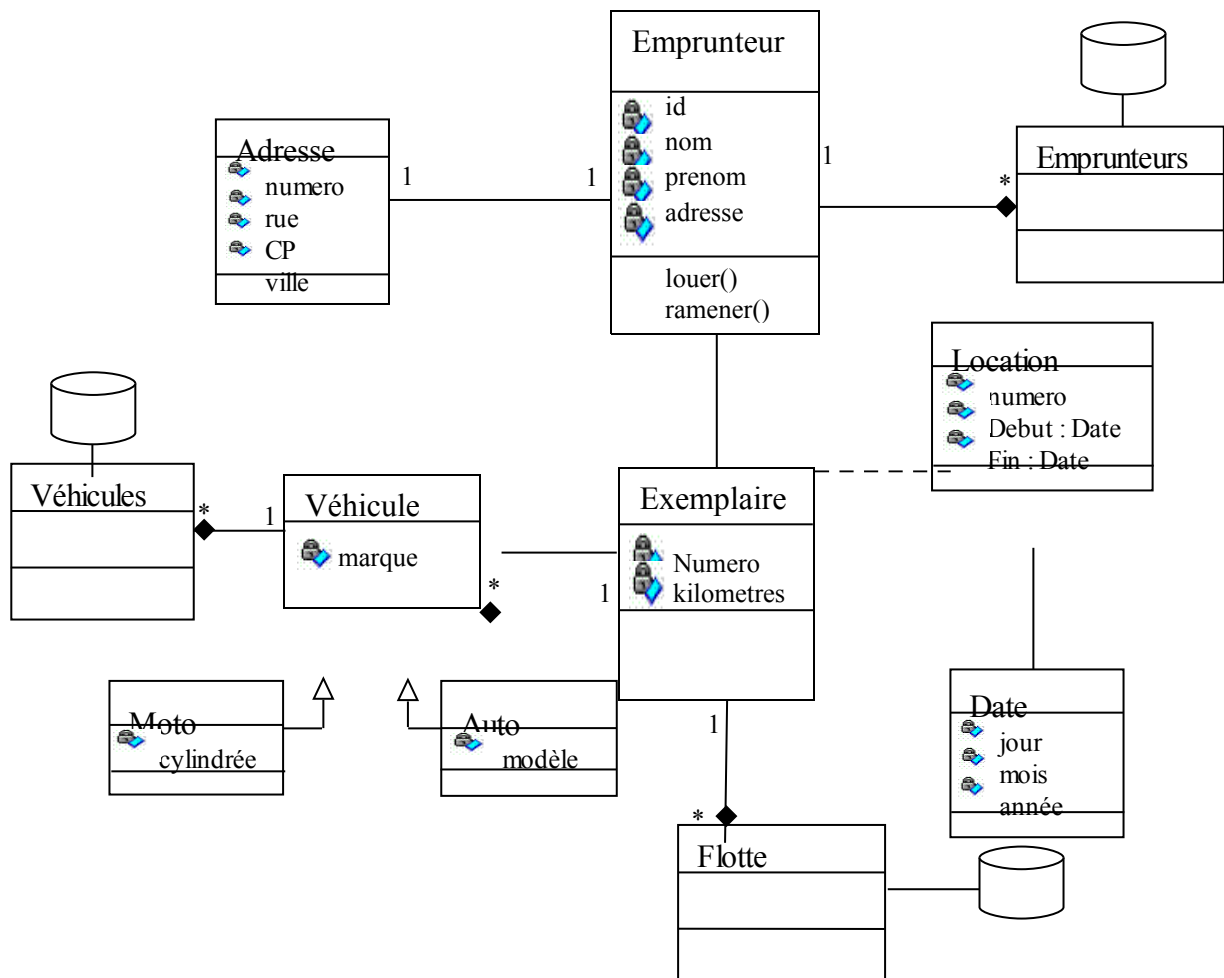 Emprunteur
id
nom
prenom
adresse
louer()
ramener()
Adresse
numero
rue
CP
ville
1
1
1
*
Emprunteurs
Location
numero
Debut : Date
Fin : Date
Véhicules
*
1
Véhicule
marque
*
1
Exemplaire
Numero
kilometres
Moto
cylindrée
Auto
modèle
1
*
Flotte
Date
jour
mois
année